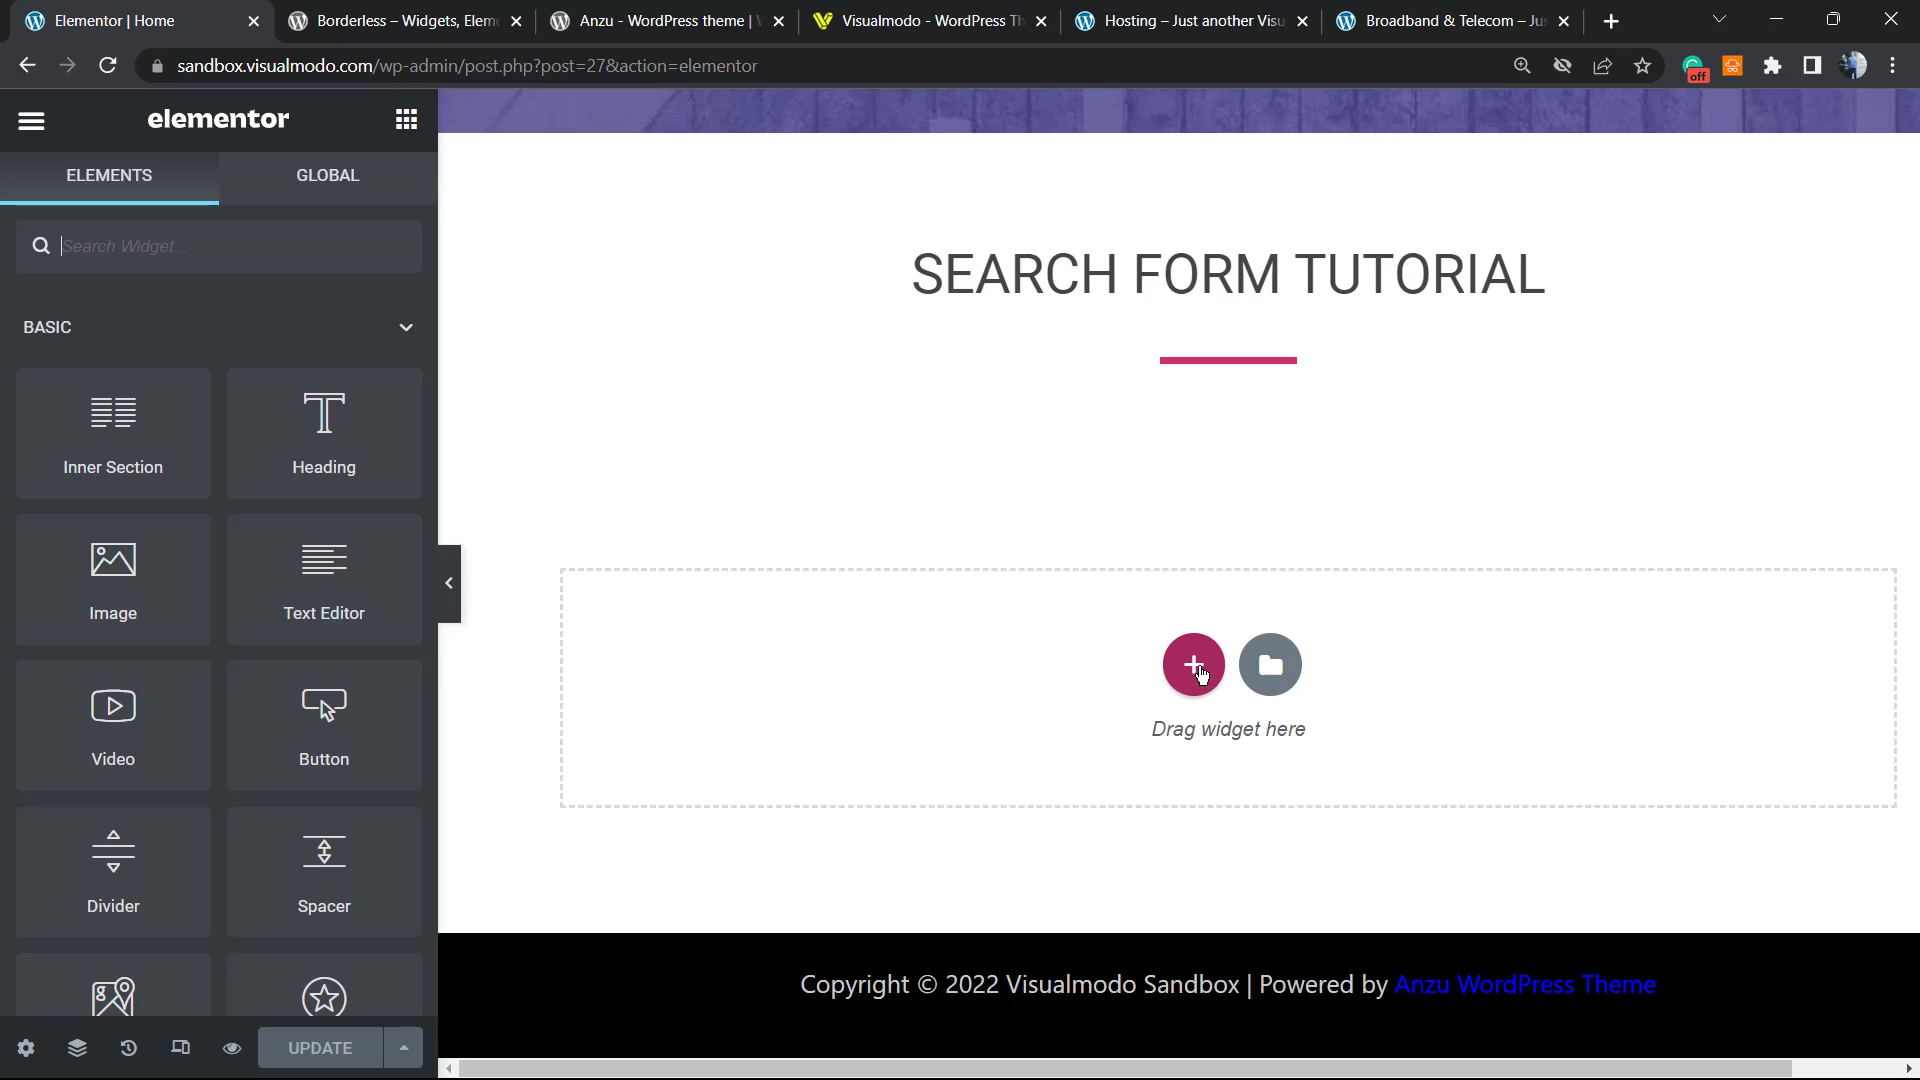 Elementor | Home
Borderless – Widgets, Elem
Anzu - WordPress theme |
Visualmodo - WordPress Th
Hosting – Just another Visu
Broadband & Telecom – Jus
sandbox.visualmodo.com/wp-admin/post.php?post=27&action=elementor
off
elementor
ELEMENTS
GLOBAL
Search Widget...
BASIC
Inner Section
Heading
Image
Text Editor
Video
Button
Divider
Spacer
g
UPDATE
SEARCH FORM TUTORIAL
Drag widget here
Copyright © 2022 Visualmodo Sandbox | Powered by Anzu WordPress Theme